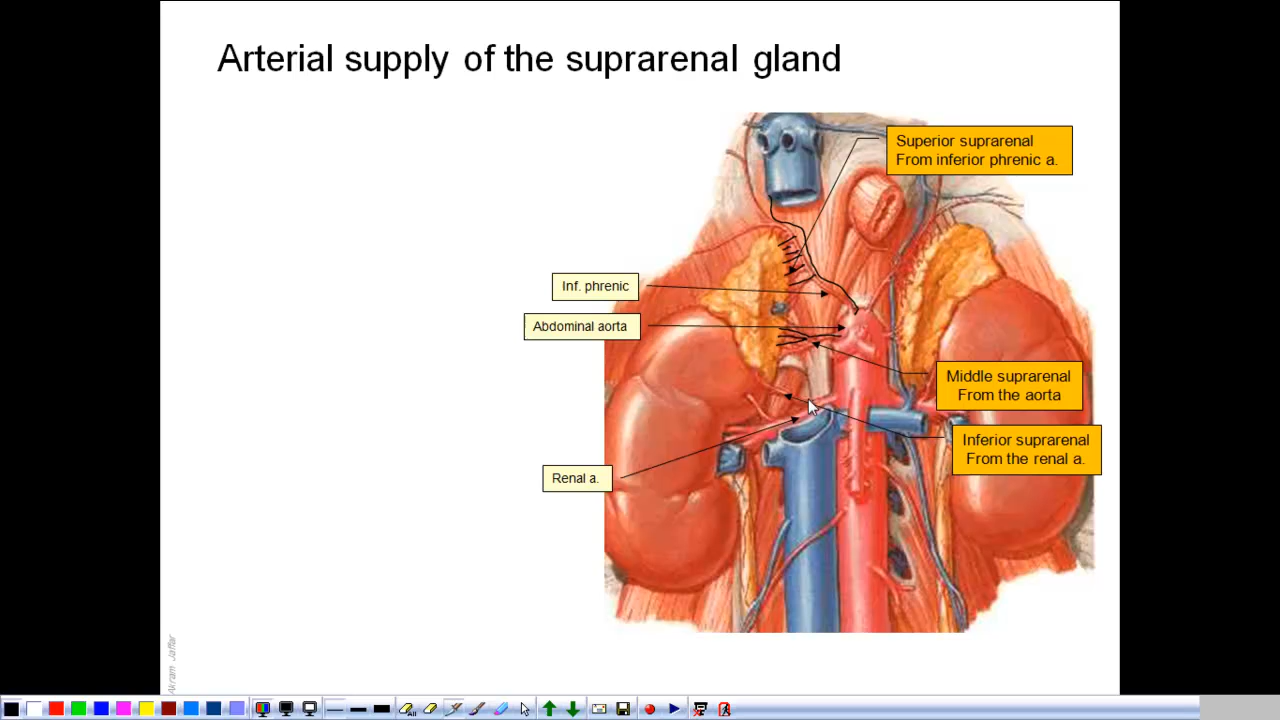 Arterial supply of the suprarenal gland
Superior suprarenal
From inferior phrenic a.
Inf. phrenic
Abdominal aorta
Middle suprarenal
From the aorta
Inferior suprarenal
From the renal a.
Renal a.
Akram Jaffar